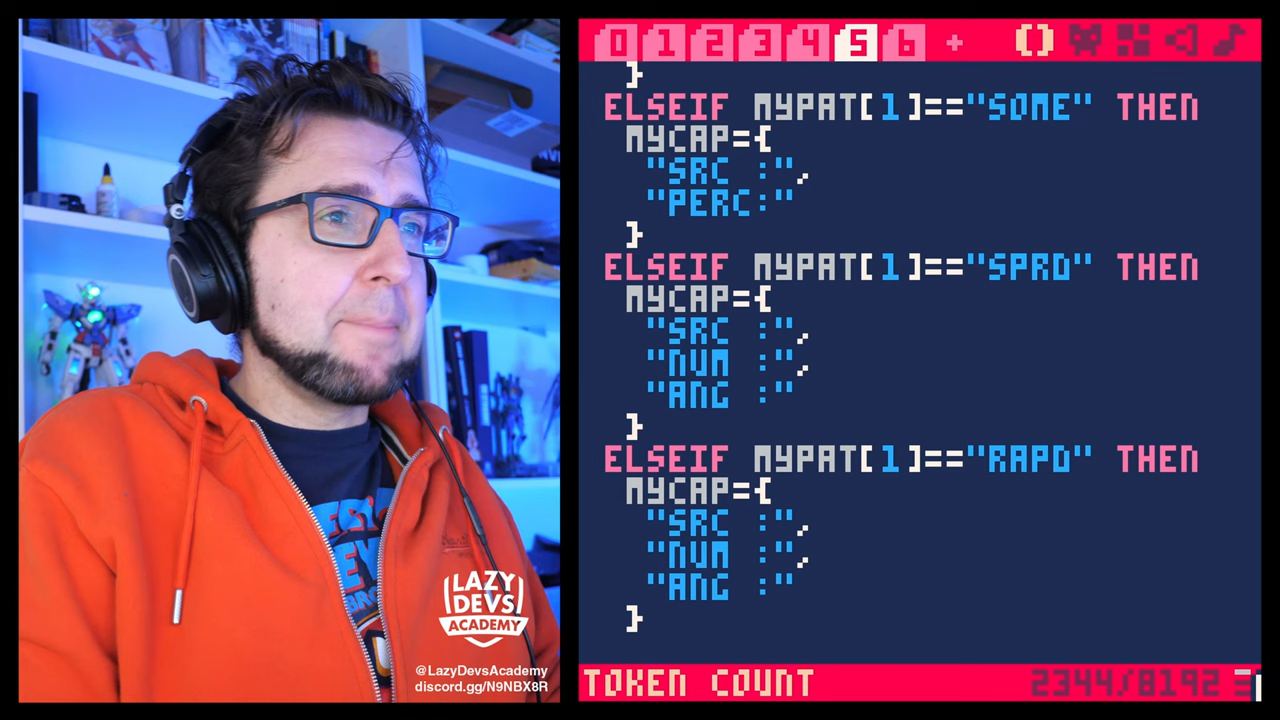 0 1 2 3 4 5 6 + ()
}
ELSEIF MYPAT[1]=="SOME" THEN
MYCAP={
"SRC :",
"PERC:"
}
ELSEIF MYPAT[1]=="SPRD" THEN
MYCAP={
"SRC :",
"NUM :",
"ANG :"
}
ELSEIF MYPAT[1]=="RAPD" THEN
MYCAP={
"SRC :",
"NUM :",
"ANG :"
}
TOKEN COUNT 2344/8192
LAZY
DEVS
ACADEMY
@LazyDevsAcademy
discord.gg/N9NBX8R